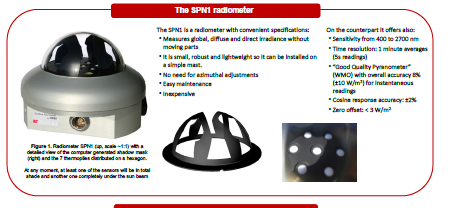 The SPN1 radiometer
The SPN1 is a radiometer with convenient specifications:
* Measures global, diffuse and direct irradiance without
moving parts
* It is small, robust and lightweight so it can be installed on
a simple mast.
* No need for azimuthal adjustments
* Easy maintenance
* Inexpensive
On the counterpart it offers also:
* Sensitivity from 400 to 2700 nm
* Time resolution: 1 minute averages
(5s readings)
* "Good Quality Pyranometer"
(WMO) with overall accuracy 8%
(±10 W/m²) for instantaneous
readings
* Cosine response accuracy: ±2%
* Zero offset: < 3 W/m²
Figure 1. Radiometer SPN1 (up, scale ~1:1) with a
detailed view of the computer generated shadow mask
(right) and the 7 thermopiles distributed on a hexagon.
At any moment, at least one of the sensors will be in total
shade and another one completely under the sun beam